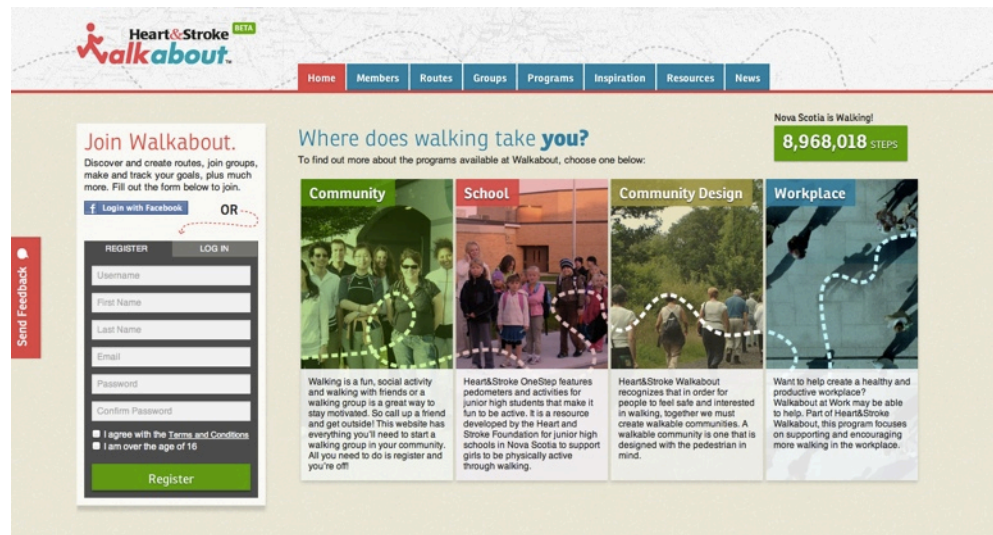 Heart&Stroke BETA
Walkabout™
Home Members Routes Groups Programs Inspiration Resources News
Nova Scotia is Walking!
8,968,018 STEPS
Join Walkabout.
Discover and create routes, join groups,
make and track your goals, plus much
more. Fill out the form below to join.
f Login with Facebook OR
REGISTER LOG IN
Username
First Name
Last Name
Email
Password
Confirm Password
I agree with the Terms and Conditions
I am over the age of 16
Register
Send Feedback
Where does walking take you?
To find out more about the programs available at Walkabout, choose one below:
Community
Walking is a fun, social activity
and walking with friends or a
walking group is a great way to
stay motivated. So call up a friend
and get outside! This website has
everything you'll need to start a
walking group in your community.
All you need to do is register and
you're off!
School
Heart&Stroke OneStep features
pedometers and activities for
junior high students that make it
fun to be active. It is a resource
developed by the Heart and
Stroke Foundation for junior high
schools in Nova Scotia to support
girls to be physically active
through walking.
Community Design
Heart&Stroke Walkabout
recognizes that in order for
people to feel safe and interested
in walking, together we must
create walkable communities. A
walkable community is one that is
designed with the pedestrian in
mind.
Workplace
Want to help create a healthy and
productive workplace?
Walkabout at Work may be able
to help. Part of Heart&Stroke
Walkabout, this program focuses
on supporting and encouraging
more walking in the workplace.